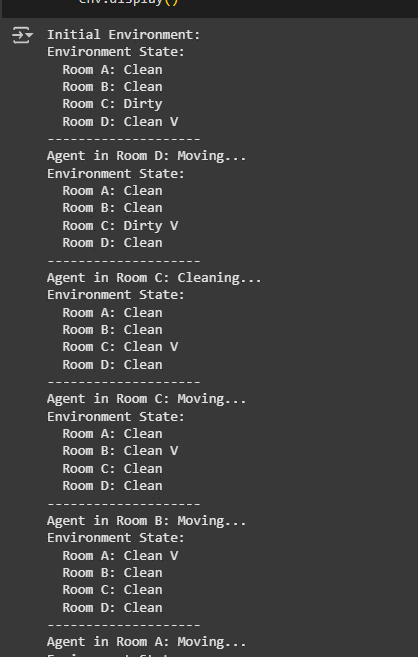 env.display()
Initial Environment:
Environment State:
  Room A: Clean
  Room B: Clean
  Room C: Dirty
  Room D: Clean V
--------------------
Agent in Room D: Moving...
Environment State:
  Room A: Clean
  Room B: Clean
  Room C: Dirty V
  Room D: Clean
--------------------
Agent in Room C: Cleaning...
Environment State:
  Room A: Clean
  Room B: Clean
  Room C: Clean V
  Room D: Clean
--------------------
Agent in Room C: Moving...
Environment State:
  Room A: Clean
  Room B: Clean V
  Room C: Clean
  Room D: Clean
--------------------
Agent in Room B: Moving...
Environment State:
  Room A: Clean V
  Room B: Clean
  Room C: Clean
  Room D: Clean
--------------------
Agent in Room A: Moving...
Environment State: